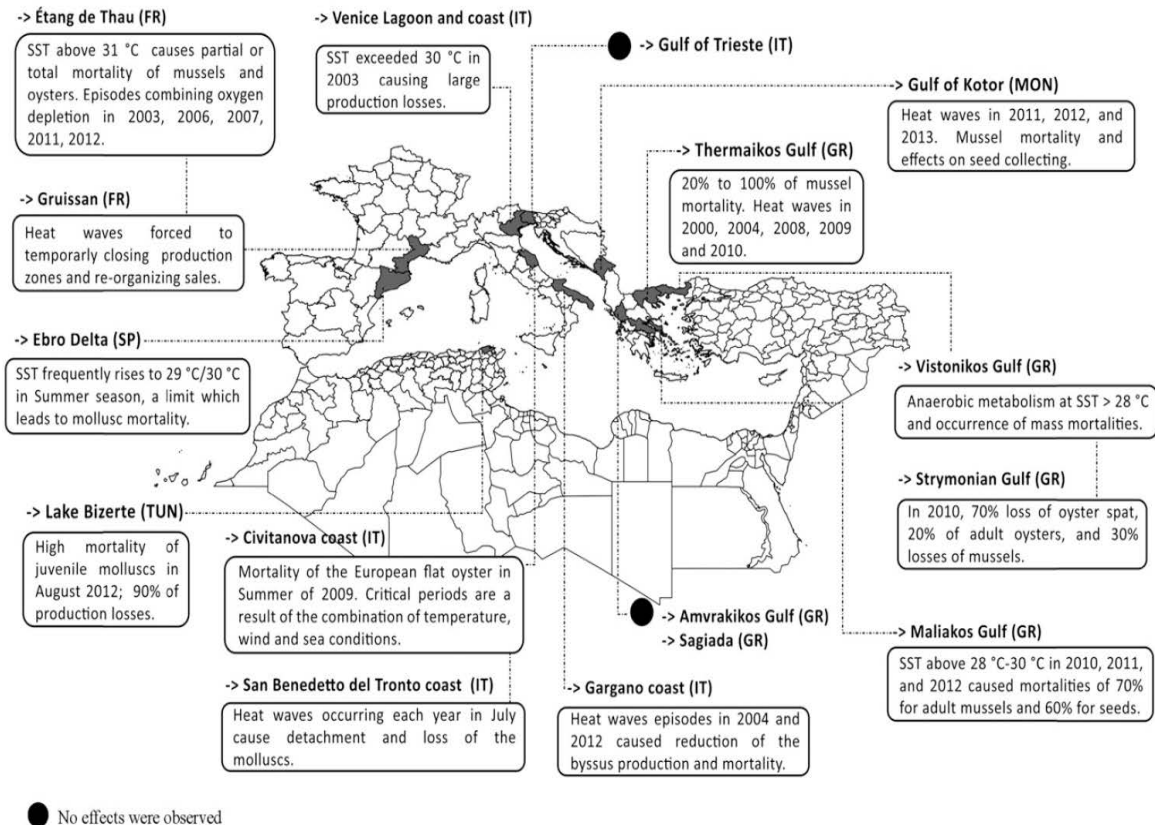 -> Étang de Thau (FR)
SST above 31 °C causes partial or
total mortality of mussels and
oysters. Episodes combining oxygen
depletion in 2003, 2006, 2007,
2011, 2012.
-> Venice Lagoon and coast (IT)
SST exceeded 30 °C in
2003 causing large
production losses.
-> Gulf of Trieste (IT)
-> Gulf of Kotor (MON)
Heat waves in 2011, 2012, and
2013. Mussel mortality and
effects on seed collecting.
-> Thermaikos Gulf (GR)
20% to 100% of mussel
mortality. Heat waves in
2000, 2004, 2008, 2009
and 2010.
-> Gruissan (FR)
Heat waves forced to
temporarly closing production
zones and re-organizing sales.
-> Ebro Delta (SP)
SST frequently rises to 29 °C/30 °C
in Summer season, a limit which
leads to mollusc mortality.
-> Vistonikos Gulf (GR)
Anaerobic metabolism at SST > 28 °C
and occurrence of mass mortalities.
-> Strymonian Gulf (GR)
In 2010, 70% loss of oyster spat,
20% of adult oysters, and 30%
losses of mussels.
-> Lake Bizerte (TUN)
High mortality of
juvenile molluscs in
August 2012; 90% of
production losses.
-> Civitanova coast (IT)
Mortality of the European flat oyster in
Summer of 2009. Critical periods are a
result of the combination of temperature,
wind and sea conditions.
-> Amvrakikos Gulf (GR)
-> Sagiada (GR)
-> Maliakos Gulf (GR)
SST above 28 °C-30 °C in 2010, 2011,
and 2012 caused mortalities of 70%
for adult mussels and 60% for seeds.
-> San Benedetto del Tronto coast (IT)
Heat waves occurring each year in July
cause detachment and loss of the
molluscs.
-> Gargano coast (IT)
Heat waves episodes in 2004 and
2012 caused reduction of the
byssus production and mortality.
No effects were observed